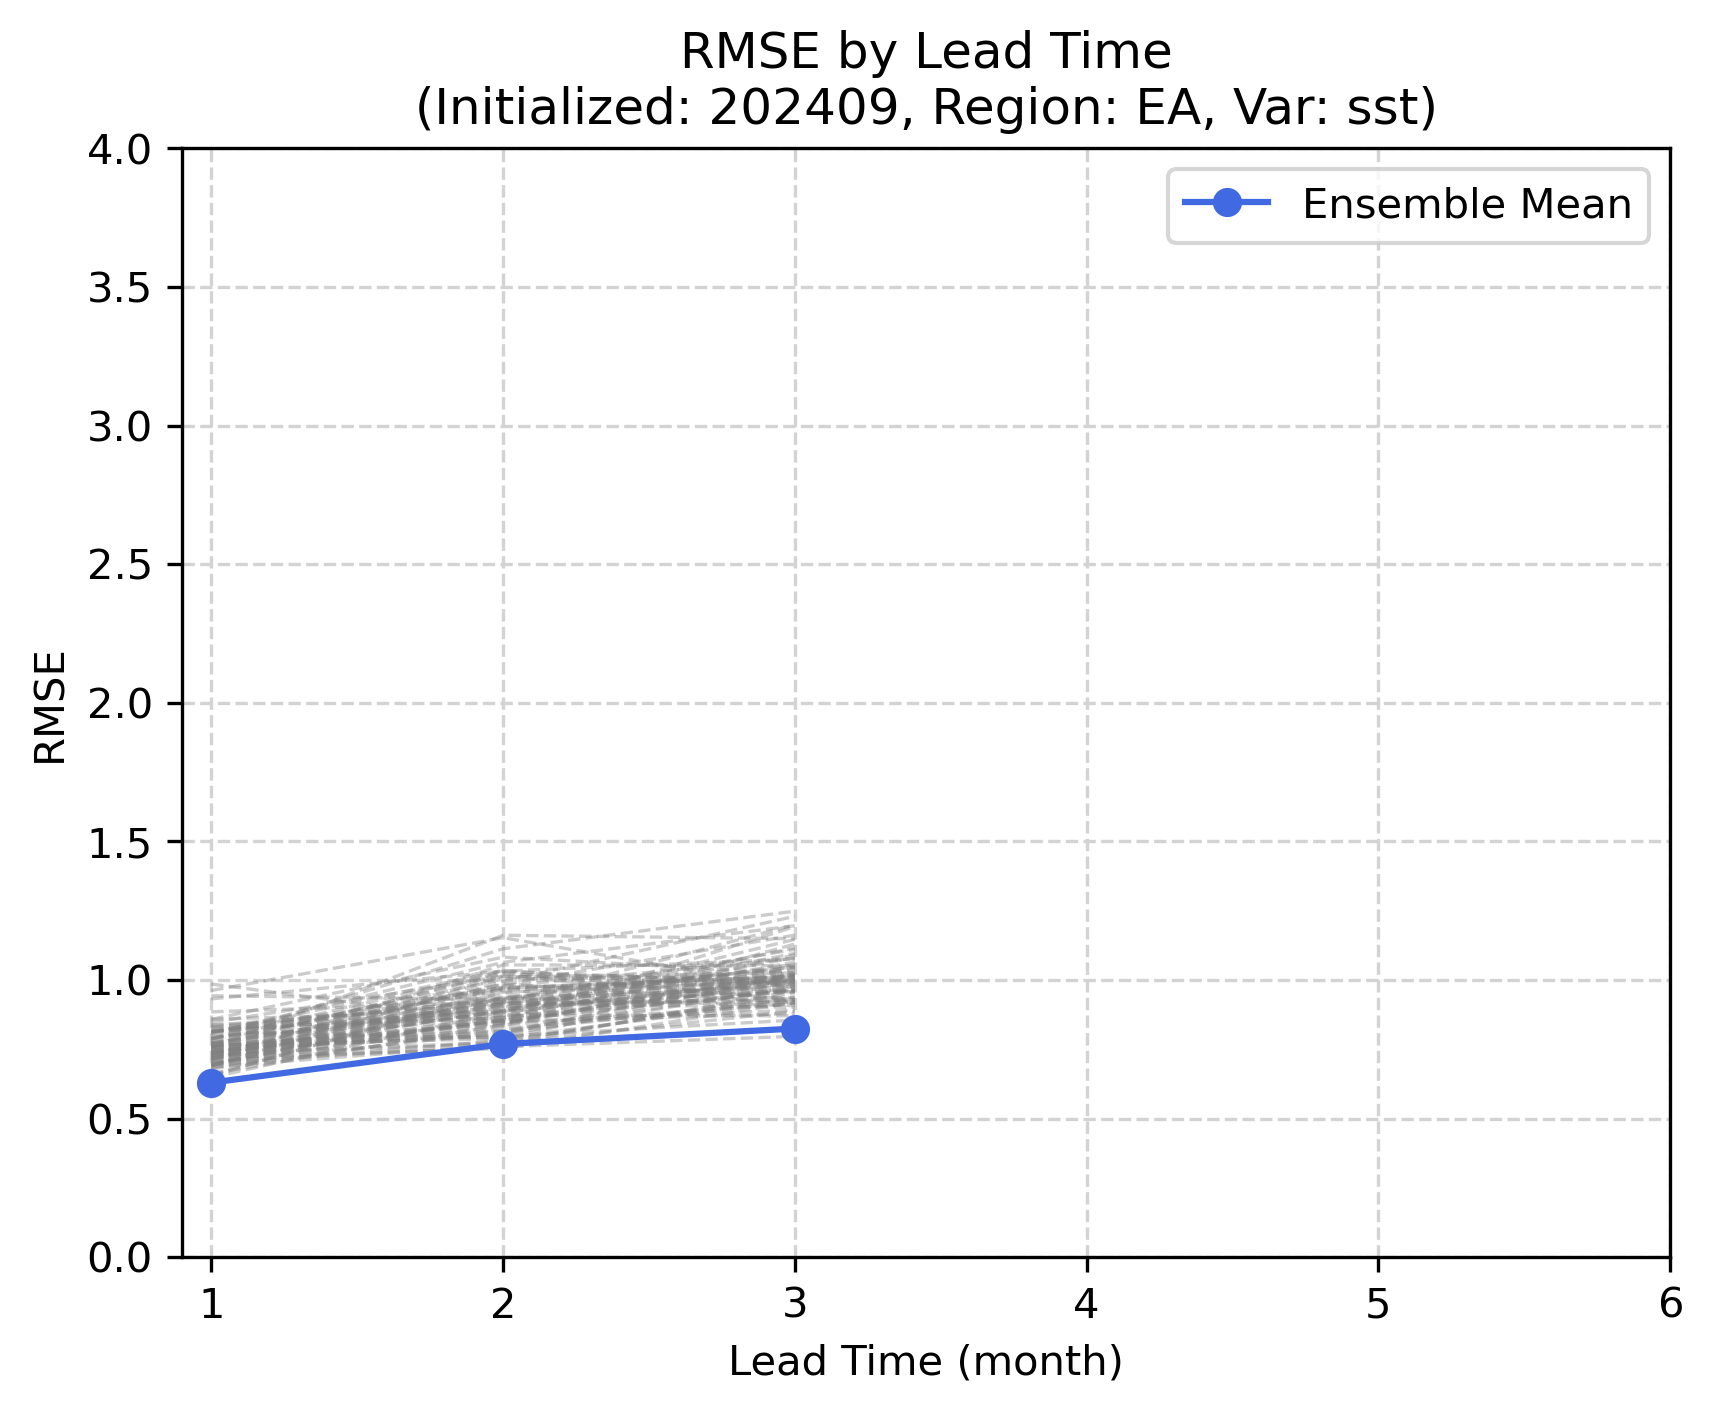 RMSE by Lead Time
(Initialized: 202409, Region: EA, Var: sst)
4.0
Ensemble Mean
3.5
3.0
2.5
2.0
RMSE
1.5
1.0
0.5
0.0
1 2 3 4 5 6
Lead Time (month)